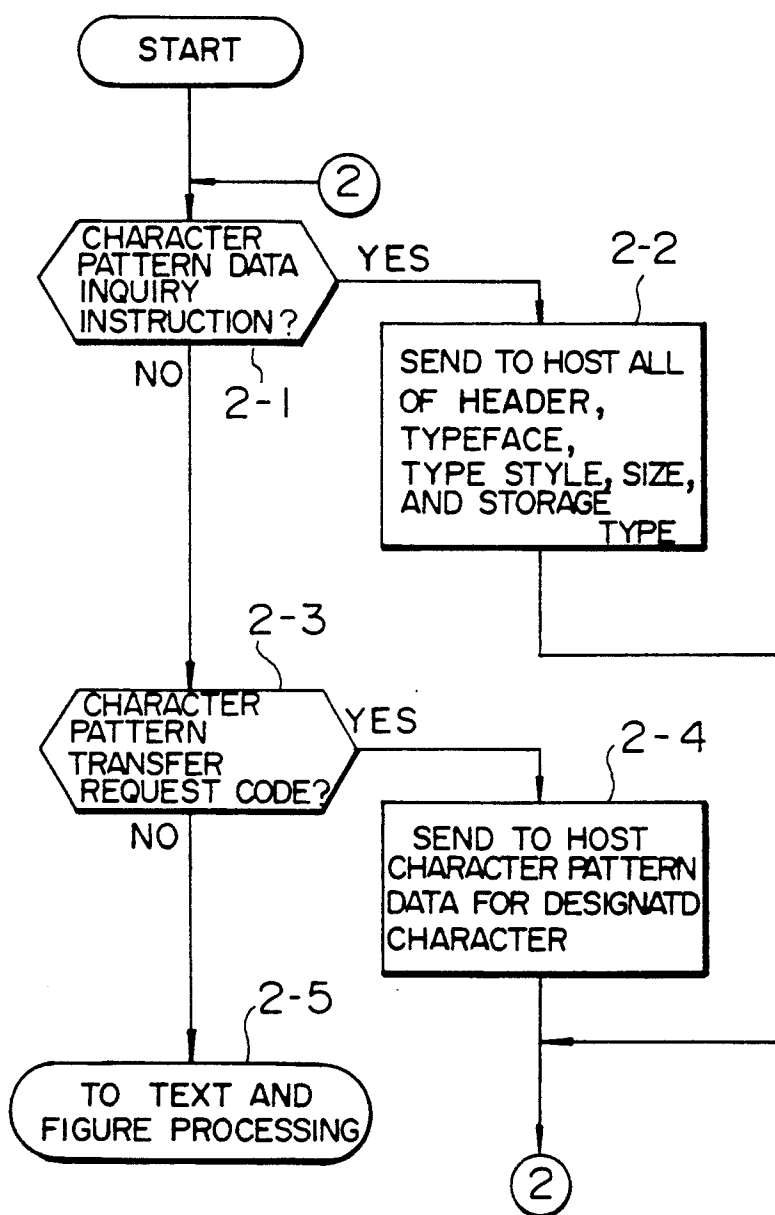 START
2
CHARACTER
PATTERN DATA
INQUIRY
INSTRUCTION?
YES
NO
2-1
2-2
SEND TO HOST ALL
OF HEADER,
TYPEFACE,
TYPE STYLE, SIZE,
AND STORAGE
TYPE
2-3
CHARACTER
PATTERN
TRANSFER
REQUEST CODE?
YES
NO
2-4
SEND TO HOST
CHARACTER PATTERN
DATA FOR DESIGNATD
CHARACTER
2-5
TO TEXT AND
FIGURE PROCESSING
2